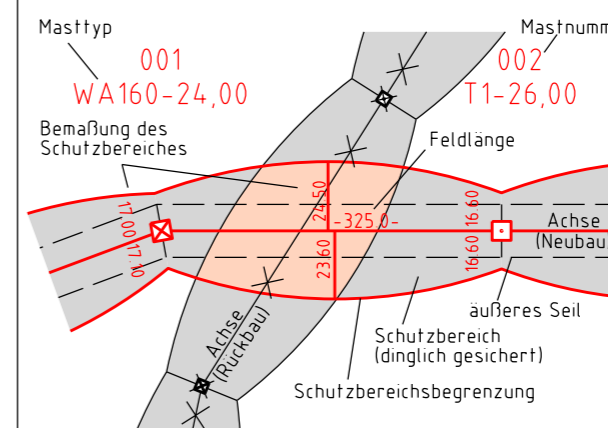 Masttyp
Mastnumm
001
002
WA160-24,00
T1-26,00
Bemaßung des
Schutzbereiches
Feldlänge
17.00
17.10
24.50
-325.0-
23.60
16.60
16.60
Achse
(Neubau)
äußeres Seil
Achse
(Rückbau)
Schutzbereich
(dinglich gesichert)
Schutzbereichsbegrenzung